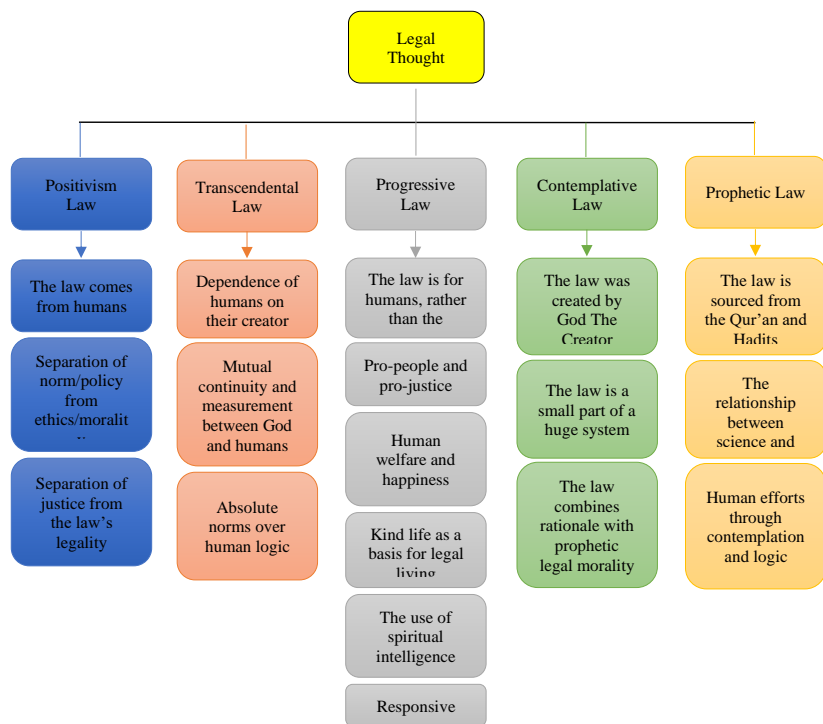 Legal
Thought
Positivism
Law
Transcendental
Law
Progressive
Law
Contemplative
Law
Prophetic Law
The law comes
from humans
Separation of
norm/policy
from
ethics/moralit
Separation of
justice from
the law's
legality
Dependence of
humans on
their creator
Mutual
continuity and
measurement
between God
and humans
Absolute
norms over
human logic
The law is for
humans, rather
than the
Pro-people and
pro-justice
Human
welfare and
happiness
Kind life as a
basis for legal
living
The use of
spiritual
intelligence
Responsive
The law was
created by
God The
Creator
The law is a
small part of a
huge system
The law
combines
rationale with
prophetic
legal morality
The law is
sourced from
the Qur'an and
Hadits
The
relationship
between
science and
Human efforts
through
contemplation
and logic